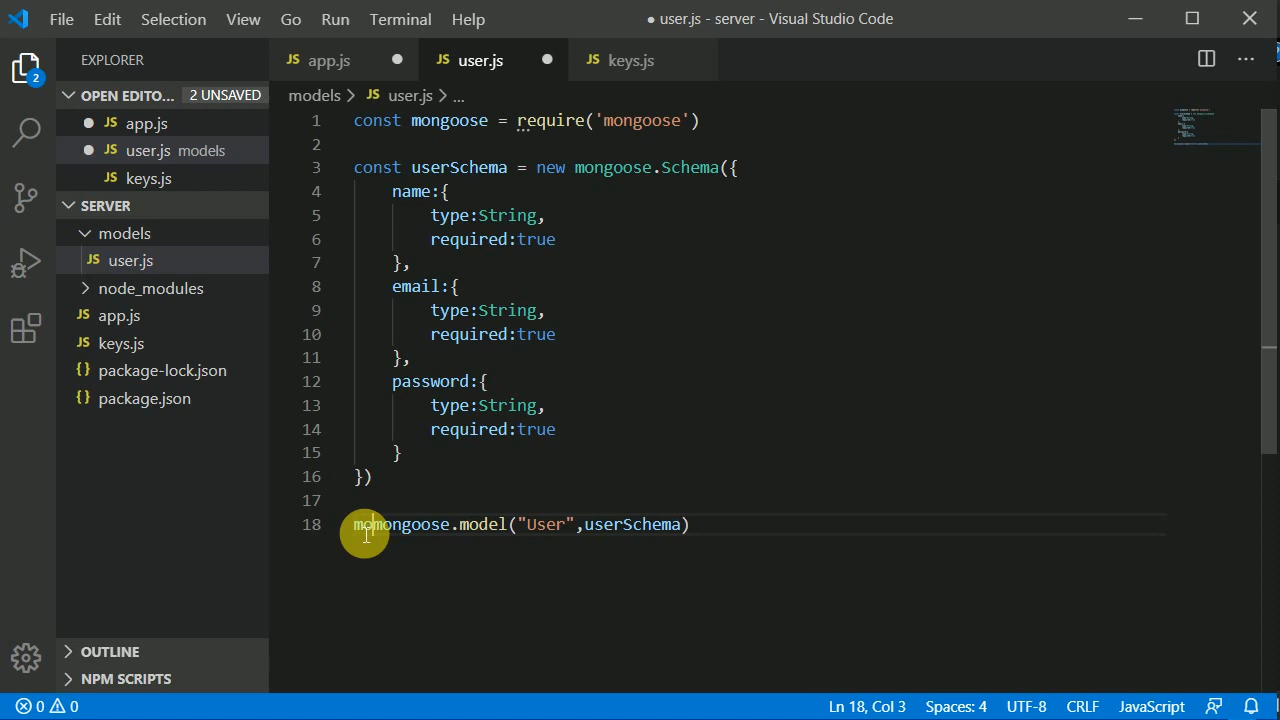 File Edit Selection View Go Run Terminal Help
● user.js - server - Visual Studio Code
EXPLORER
JS app.js
JS user.js
JS keys.js
OPEN EDITO... 2 UNSAVED
JS app.js
JS user.js models
JS keys.js
SERVER
models
JS user.js
node_modules
JS app.js
JS keys.js
{} package-lock.json
{} package.json
OUTLINE
NPM SCRIPTS
2
models > JS user.js > ...
1 const mongoose = require('mongoose')
2
3 const userSchema = new mongoose.Schema({
4 name:{
5 type:String,
6 required:true
7 },
8 email:{
9 type:String,
10 required:true
11 },
12 password:{
13 type:String,
14 required:true
15 }
16 })
17
18 momongoose.model("User",userSchema)
0 0
Ln 18, Col 3 Spaces: 4 UTF-8 CRLF JavaScript